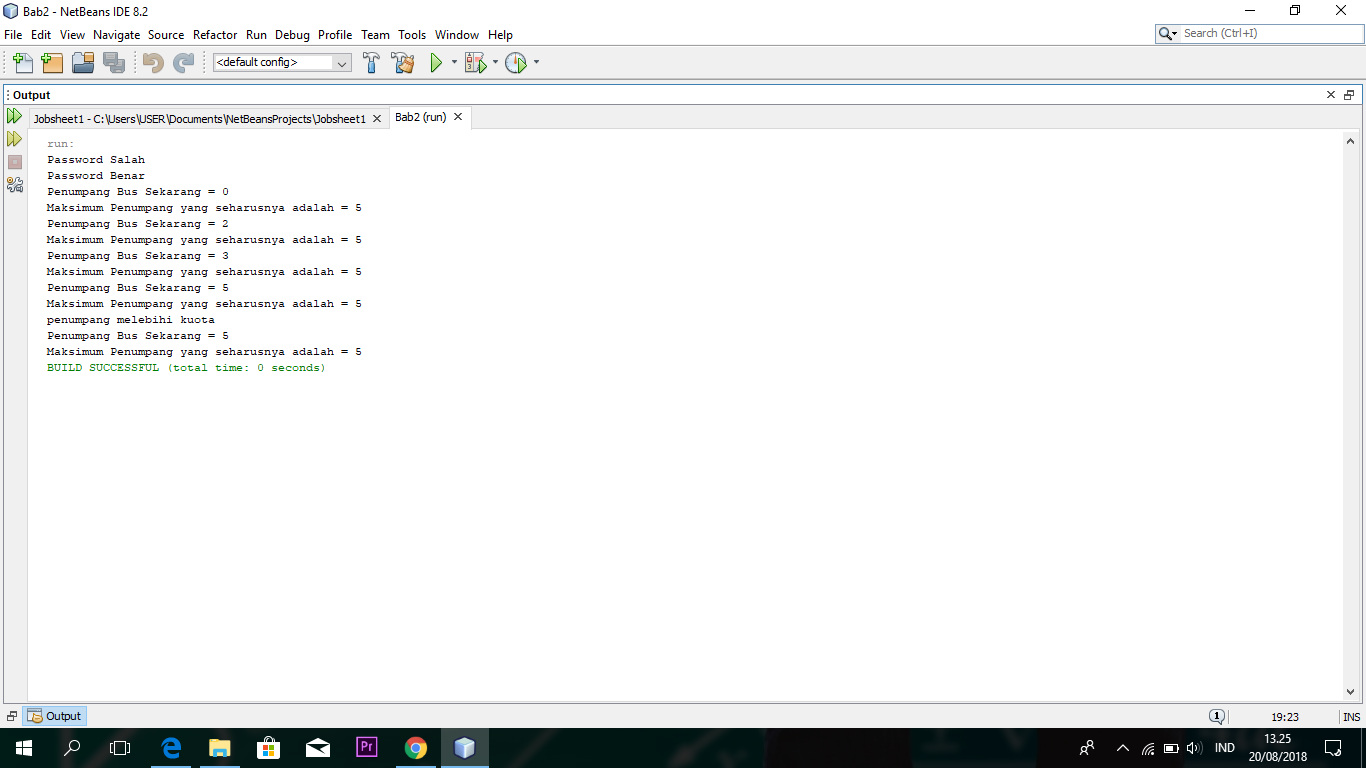 Bab2 - NetBeans IDE 8.2
File Edit View Navigate Source Refactor Run Debug Profile Team Tools Window Help
Search (Ctrl+I)
<default config>
Output
Jobsheet1 - C:\Users\USER\Documents\NetBeansProjects\Jobsheet1
Bab2 (run)
run:
Password Salah
Password Benar
Penumpang Bus Sekarang = 0
Maksimum Penumpang yang seharusnya adalah = 5
Penumpang Bus Sekarang = 2
Maksimum Penumpang yang seharusnya adalah = 5
Penumpang Bus Sekarang = 3
Maksimum Penumpang yang seharusnya adalah = 5
Penumpang Bus Sekarang = 5
Maksimum Penumpang yang seharusnya adalah = 5
penumpang melebihi kuota
Penumpang Bus Sekarang = 5
Maksimum Penumpang yang seharusnya adalah = 5
BUILD SUCCESSFUL (total time: 0 seconds)
Output
1
19:23
INS
Pr
IND
13.25
20/08/2018